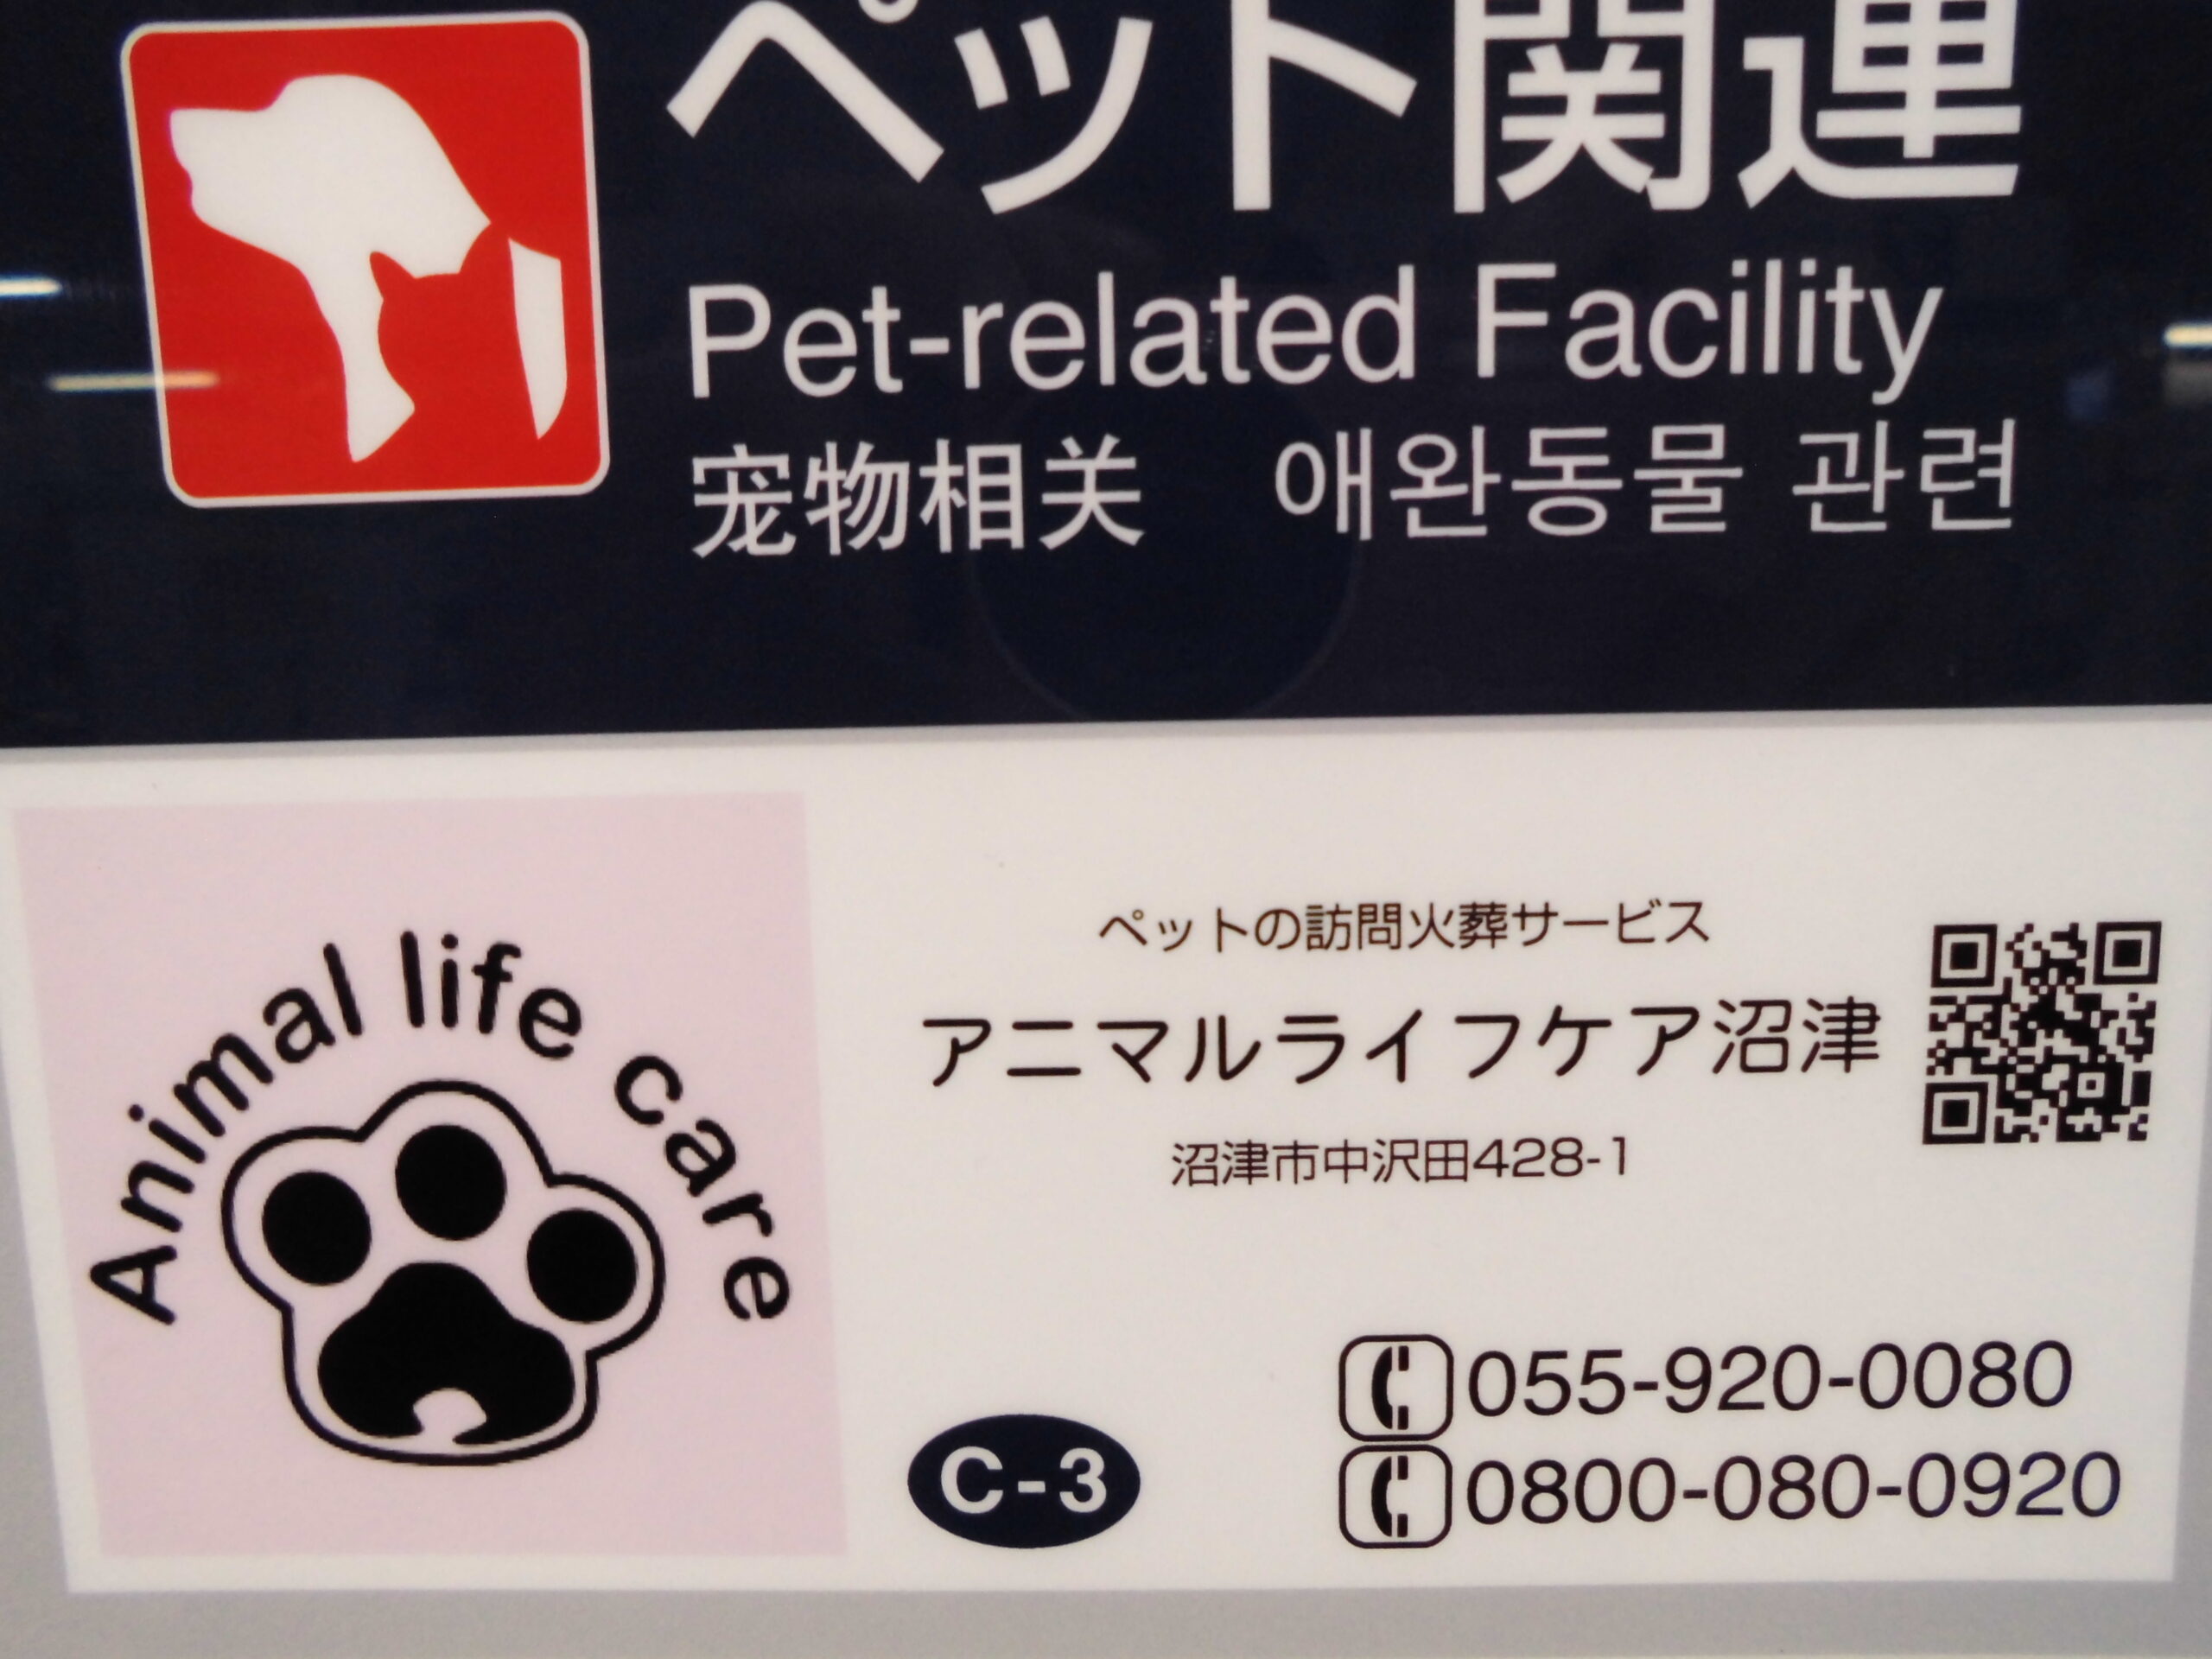 ペット関連
Pet-related Facility
宠物相关 애완동물 관련
Animal life care
ペットの訪問火葬サービス
アニマルライフケア沼津
沼津市中沢田428-1
C-3
055-920-0080
0800-080-0920